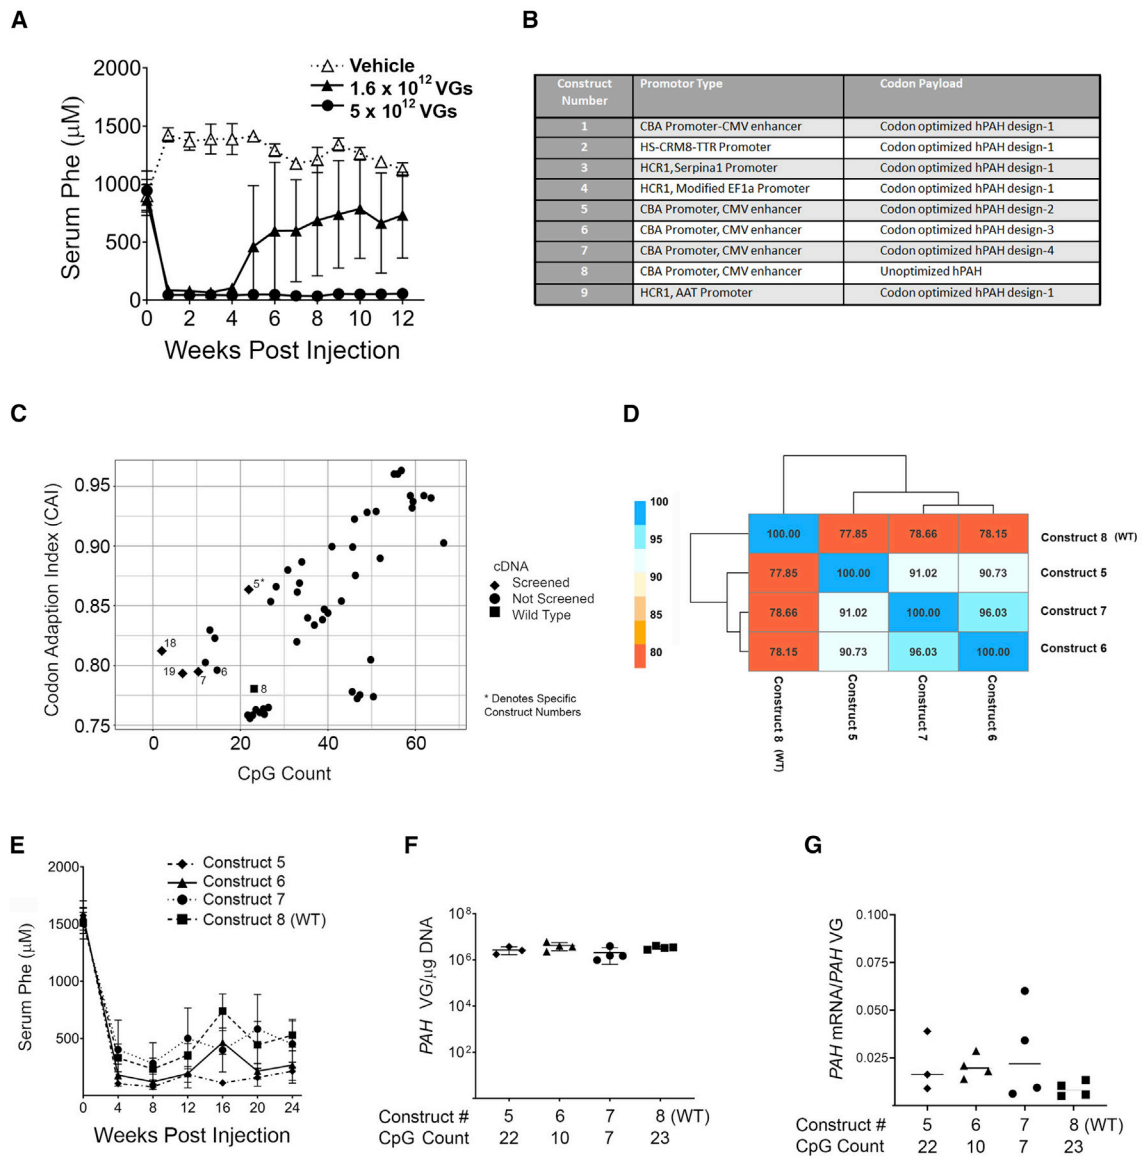 A
Serum Phe (µM)
2000
1500
1000
500
0
0 2 4 6 8 10 12
Weeks Post Injection
Vehicle
1.6 x 10¹² VGs
5 x 10¹² VGs
B
Construct Number Promotor Type Codon Payload
1 CBA Promoter-CMV enhancer Codon optimized hPAH design-1
2 HS-CRM8-TTR Promoter Codon optimized hPAH design-1
3 HCR1,Serpina1 Promoter Codon optimized hPAH design-1
4 HCR1, Modified EF1a Promoter Codon optimized hPAH design-1
5 CBA Promoter, CMV enhancer Codon optimized hPAH design-2
6 CBA Promoter, CMV enhancer Codon optimized hPAH design-3
7 CBA Promoter, CMV enhancer Codon optimized hPAH design-4
8 CBA Promoter, CMV enhancer Unoptimized hPAH
9 HCR1, AAT Promoter Codon optimized hPAH design-1
C
Codon Adaption Index (CAI)
0.95
0.90
0.85
0.80
0.75
5*
18
19
7
6
8
0 20 40 60
CpG Count
cDNA
Screened
Not Screened
Wild Type
* Denotes Specific
Construct Numbers
D
100
95
90
85
80
100.00 77.85 78.66 78.15 Construct 8 (WT)
77.85 100.00 91.02 90.73 Construct 5
78.66 91.02 100.00 96.03 Construct 7
78.15 90.73 96.03 100.00 Construct 6
Construct 8 (WT)
Construct 5
Construct 7
Construct 6
E
Serum Phe (µM)
2000
1500
1000
500
0 4 8 12 16 20 24
Weeks Post Injection
Construct 5
Construct 6
Construct 7
Construct 8 (WT)
F
PAH VG/µg DNA
10⁸
10⁶
10⁴
10²
Construct # 5 6 7 8 (WT)
CpG Count 22 10 7 23
G
PAH mRNA/PAH VG
0.100
0.075
0.050
0.025
Construct # 5 6 7 8 (WT)
CpG Count 22 10 7 23